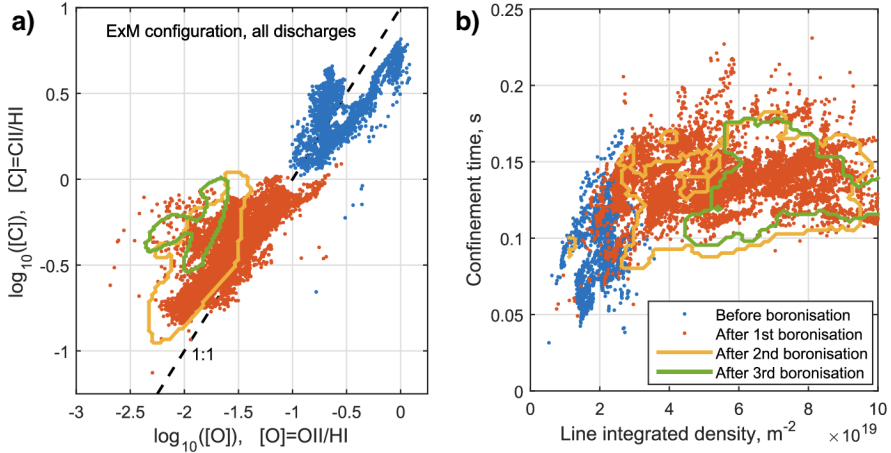 a)
ExM configuration, all discharges
1
0.5
0
-0.5
-1
log10([C]), [C]=CII/HI
1:1
-3
-2.5
-2
-1.5
-1
-0.5
0
log10([O]), [O]=OII/HI
b)
0.25
0.2
0.15
0.1
0.05
0
Confinement time, s
Before boronisation
After 1st boronisation
After 2nd boronisation
After 3rd boronisation
0
2
4
6
8
10
Line integrated density, m-2
×10^19